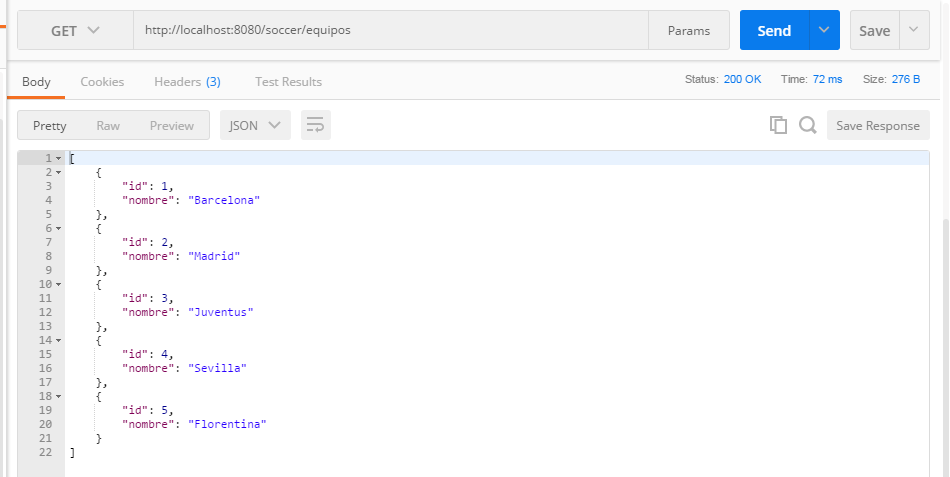 GET http://localhost:8080/soccer/equipos Params Send Save
Body Cookies Headers (3) Test Results Status: 200 OK Time: 72 ms Size: 276 B
Pretty Raw Preview JSON Save Response
1 [
2 {
3 "id": 1,
4 "nombre": "Barcelona"
5 },
6 {
7 "id": 2,
8 "nombre": "Madrid"
9 },
10 {
11 "id": 3,
12 "nombre": "Juventus"
13 },
14 {
15 "id": 4,
16 "nombre": "Sevilla"
17 },
18 {
19 "id": 5,
20 "nombre": "Florentina"
21 }
22 ]